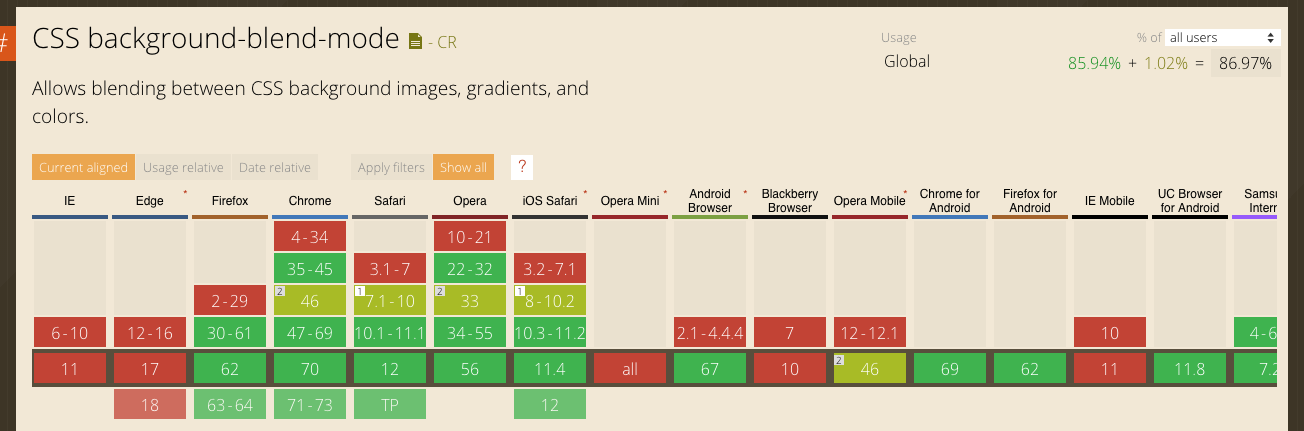 #
CSS background-blend-mode - CR
Usage % of all users
Global 85.94% + 1.02% = 86.97%
Allows blending between CSS background images, gradients, and
colors.
Current aligned Usage relative Date relative Apply filters Show all ?
IE Edge * Firefox Chrome Safari Opera iOS Safari * Opera Mini * Android Browser * Blackberry Browser Opera Mobile * Chrome for Android Firefox for Android IE Mobile UC Browser for Android
4-34 10-21
35-45 3.1-7 22-32 3.2-7.1
2-29 2 46 1 7.1-10 2 33 1 8-10.2
6-10 12-16 30-61 47-69 10.1-11.1 34-55 10.3-11.2 2.1-4.4.4 7 12-12.1 10
11 17 62 70 12 56 11.4 all 67 10 2 46 69 62 11 11.8 7.2
18 63-64 71-73 TP 12